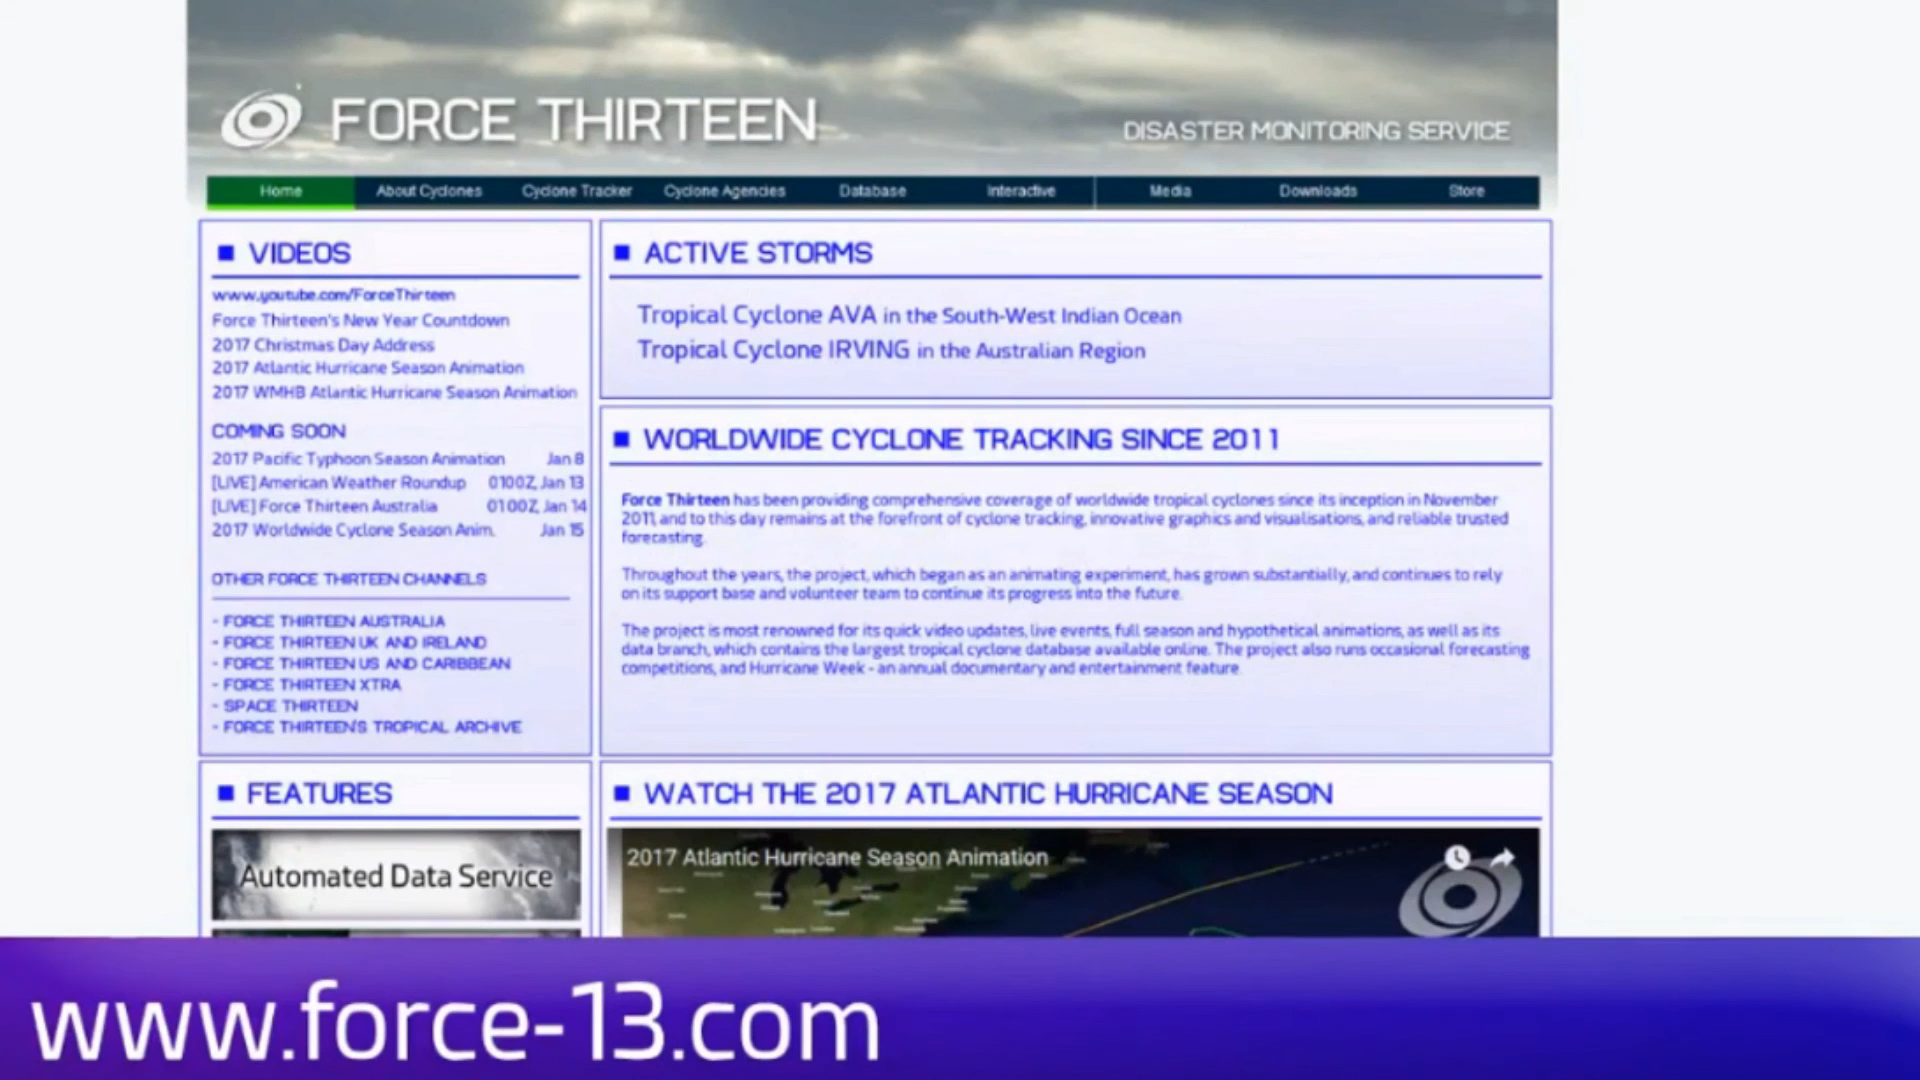 FORCE THIRTEEN
DISASTER MONITORING SERVICE
Home About Cyclones Cyclone Tracker Cyclone Agencies Database Interactive Media Downloads Store
VIDEOS
www.youtube.com/ForceThirteen
Force Thirteen's New Year Countdown
2017 Christmas Day Address
2017 Atlantic Hurricane Season Animation
2017 WMHB Atlantic Hurricane Season Animation
COMING SOON
2017 Pacific Typhoon Season Animation Jan 8
[LIVE] American Weather Roundup 0100Z, Jan 13
[LIVE] Force Thirteen Australia 0100Z, Jan 14
2017 Worldwide Cyclone Season Anim. Jan 15
OTHER FORCE THIRTEEN CHANNELS
- FORCE THIRTEEN AUSTRALIA
- FORCE THIRTEEN UK AND IRELAND
- FORCE THIRTEEN US AND CARIBBEAN
- FORCE THIRTEEN XTRA
- SPACE THIRTEEN
- FORCE THIRTEEN'S TROPICAL ARCHIVE
ACTIVE STORMS
Tropical Cyclone AVA in the South-West Indian Ocean
Tropical Cyclone IRVING in the Australian Region
WORLDWIDE CYCLONE TRACKING SINCE 2011
Force Thirteen has been providing comprehensive coverage of worldwide tropical cyclones since its inception in November
2011, and to this day remains at the forefront of cyclone tracking, innovative graphics and visualisations, and reliable trusted
forecasting.
Throughout the years, the project, which began as an animating experiment, has grown substantially, and continues to rely
on its support base and volunteer team to continue its progress into the future.
The project is most renowned for its quick video updates, live events, full season and hypothetical animations, as well as its
data branch, which contains the largest tropical cyclone database available online. The project also runs occasional forecasting
competitions, and Hurricane Week - an annual documentary and entertainment feature.
FEATURES
Automated Data Service
WATCH THE 2017 ATLANTIC HURRICANE SEASON
2017 Atlantic Hurricane Season Animation
www.force-13.com